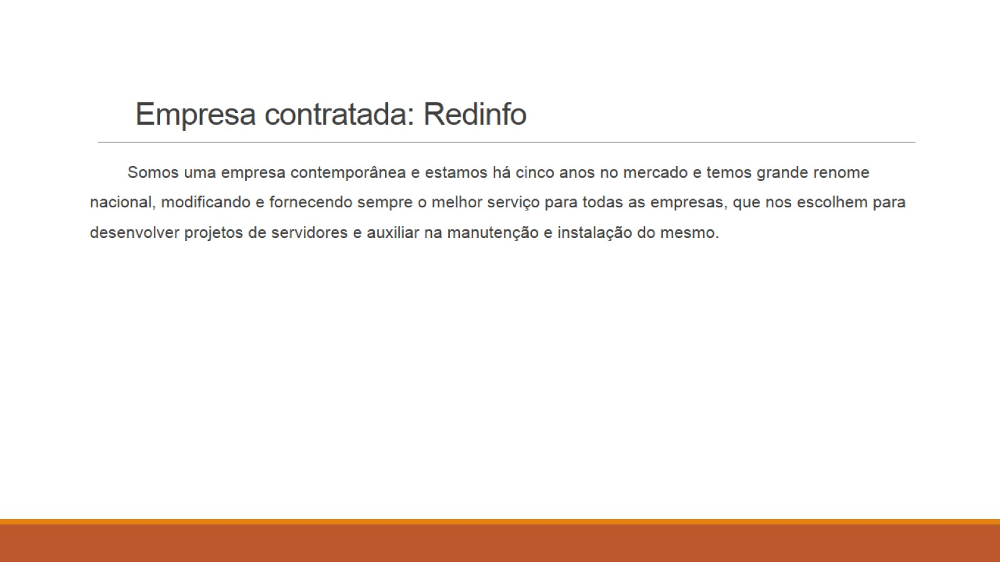 Empresa contratada: Redinfo
Somos uma empresa contemporânea e estamos há cinco anos no mercado e temos grande renome
nacional, modificando e fornecendo sempre o melhor serviço para todas as empresas, que nos escolhem para
desenvolver projetos de servidores e auxiliar na manutenção e instalação do mesmo.